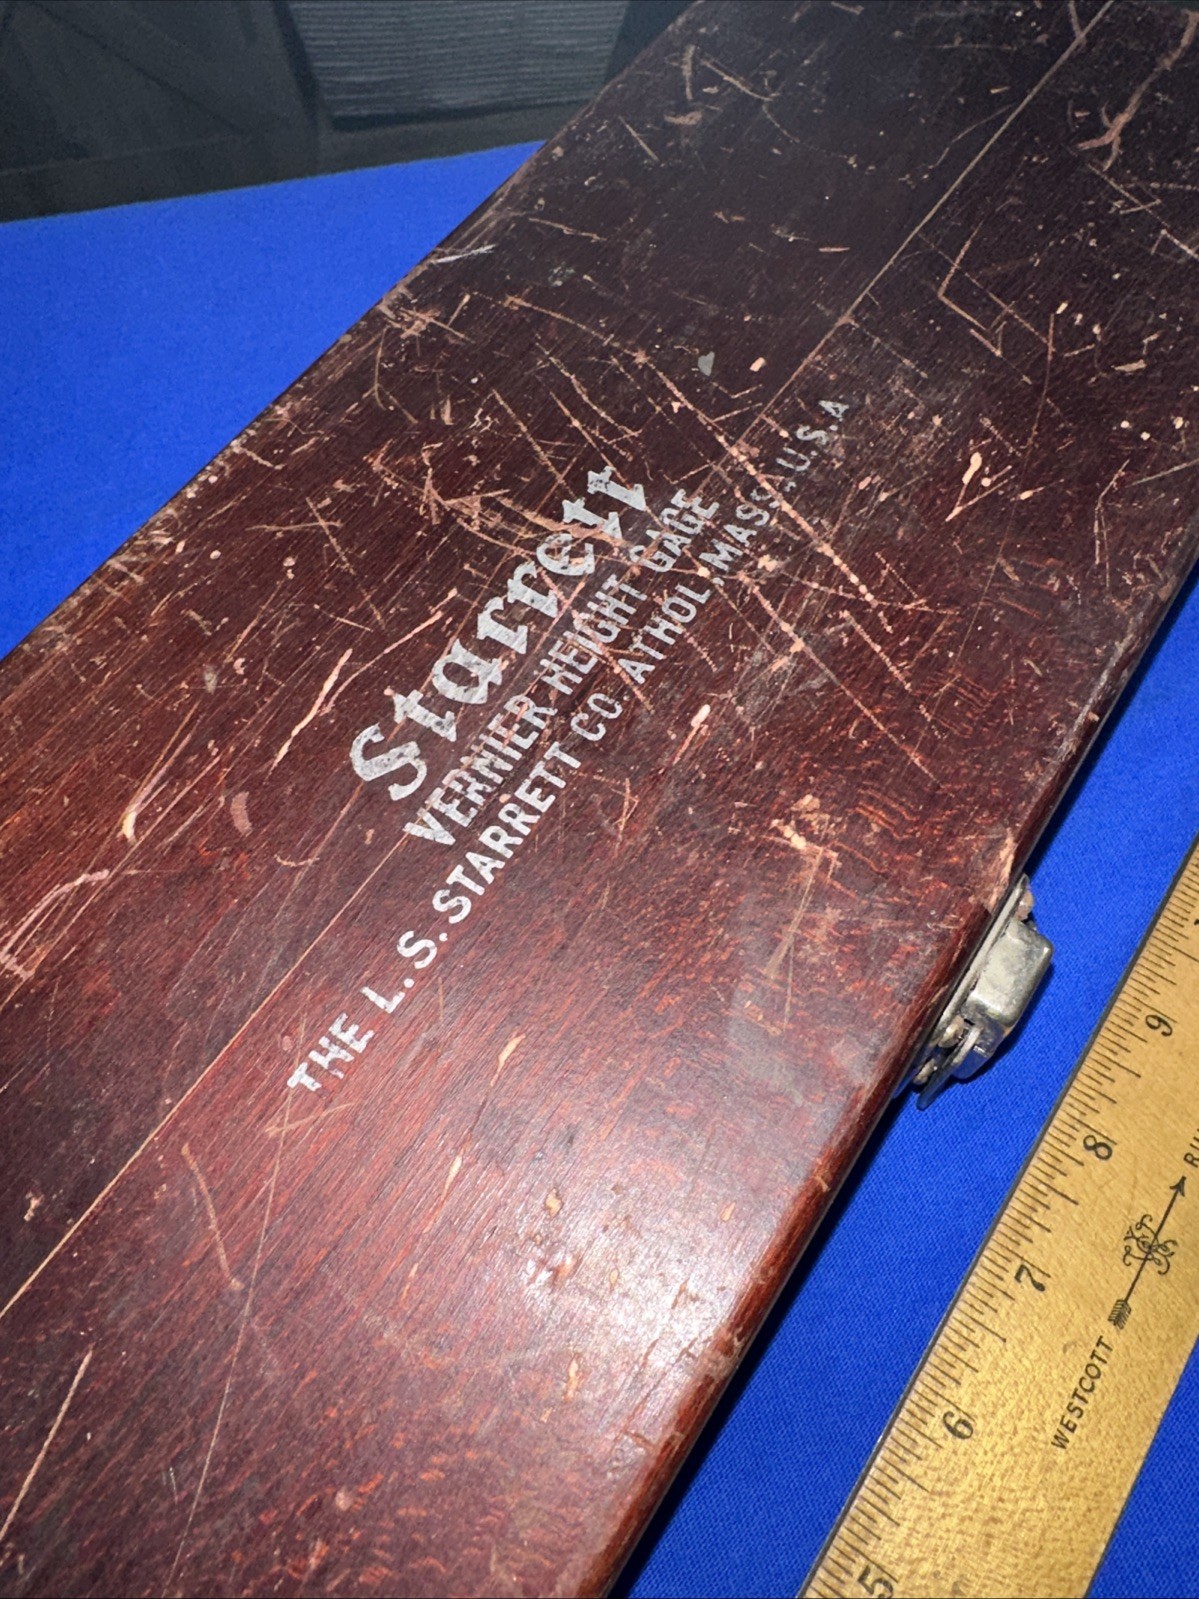 Starrett
VERNIER HEIGHT GAGE
THE L.S. STARRETT CO. ATHOL, MASS., U.S.A
5 6 7 8 9
WESTCOTT